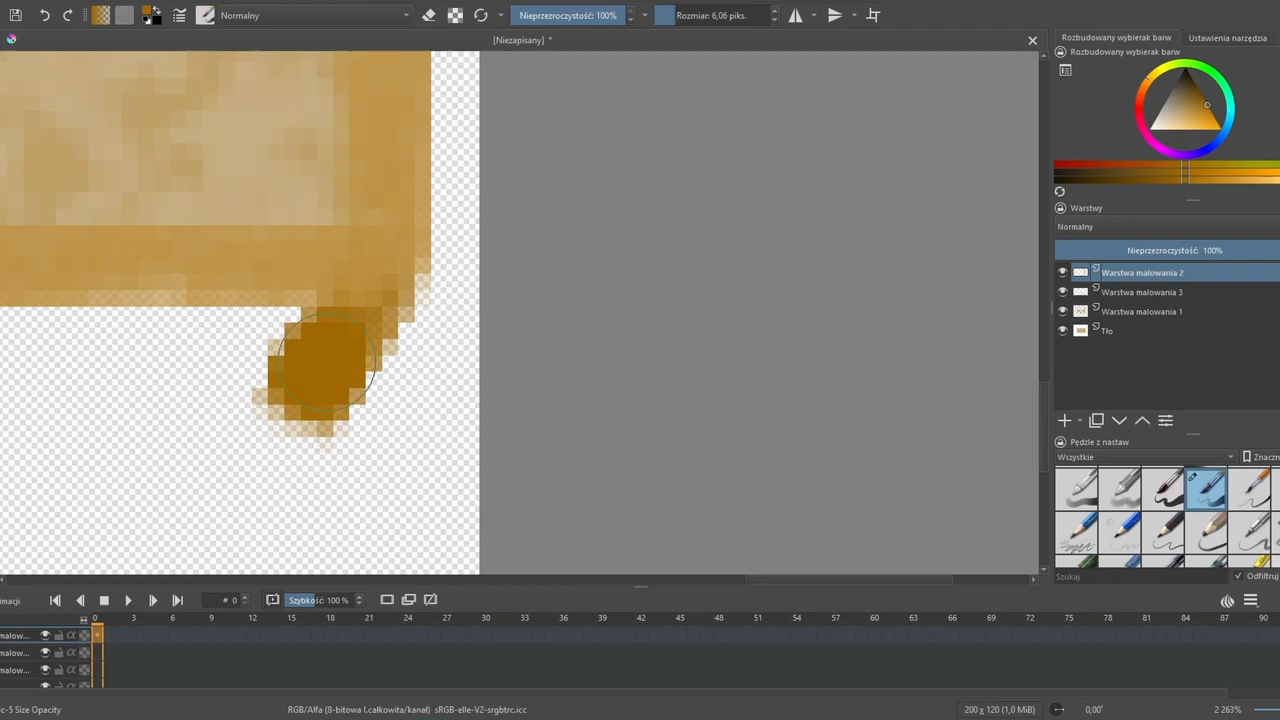 Normalny
Nieprzezroczystość: 100%
Rozmiar: 6,06 piks.
[Niezapisany] *
Rozbudowany wybierak barw
Ustawienia narzędzia
Rozbudowany wybierak barw
Warstwy
Normalny
Nieprzezroczystość: 100%
Warstwa malowania 2
Warstwa malowania 3
Warstwa malowania 1
Tło
Pędzle z nastaw
Wszystkie
Znaczn
Szukaj
Odfiltruj
imacji
# 0
Szybkość: 100 %
0 3 6 9 12 15 18 21 24 27 30 33 36 39 42 45 48 51 54 57 60 63 66 69 72 75 78 81 84 87 90
malow...
malow...
malow...
ic-5 Size Opacity
RGB/Alfa (8-bitowa l.całkowita/kanał) sRGB-elle-V2-srgbtrc.icc
200 x 120 (1,0 MiB)
0,00°
2 263%